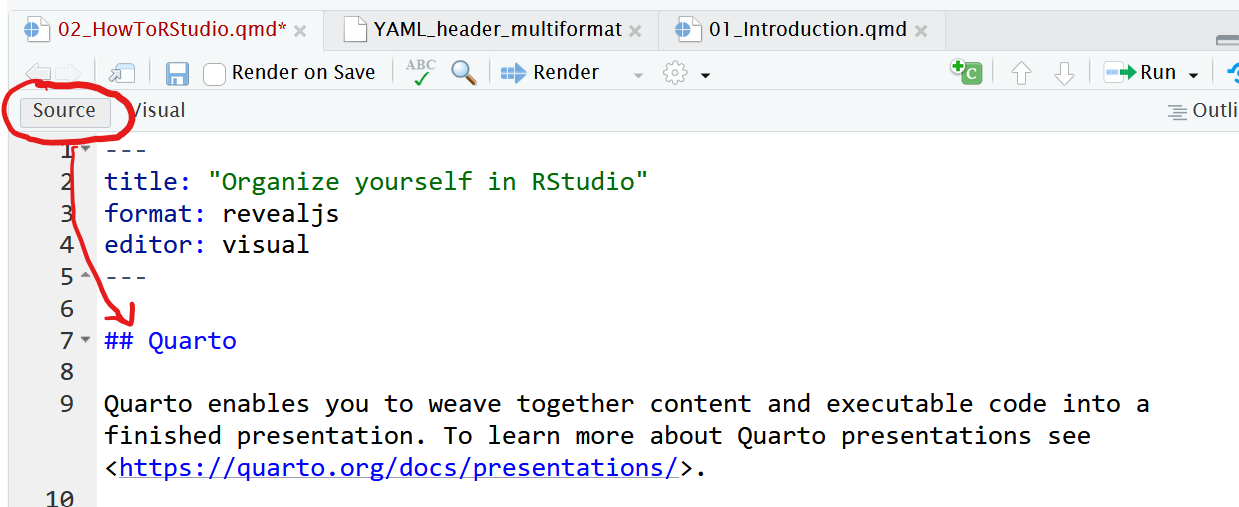 02_HowToRStudio.qmd* YAML_header_multiformat 01_Introduction.qmd
Render on Save ABC Render C Run
Source Visual Outli
1 ---
2 title: "Organize yourself in RStudio"
3 format: revealjs
4 editor: visual
5 ---
6
7 ## Quarto
8
9 Quarto enables you to weave together content and executable code into a
finished presentation. To learn more about Quarto presentations see
<https://quarto.org/docs/presentations/>.
10